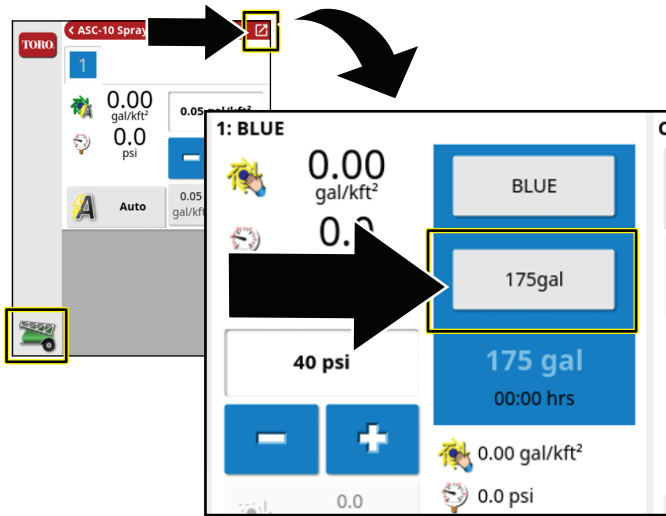 TORO.
ASC-10 Spray
1
0.00
gal/kft²
0.0
psi
Auto
0.05
1: BLUE
0.00
gal/kft²
BLUE
175gal
40 psi
175 gal
00:00 hrs
0.00 gal/kft²
0.0 psi
0.0